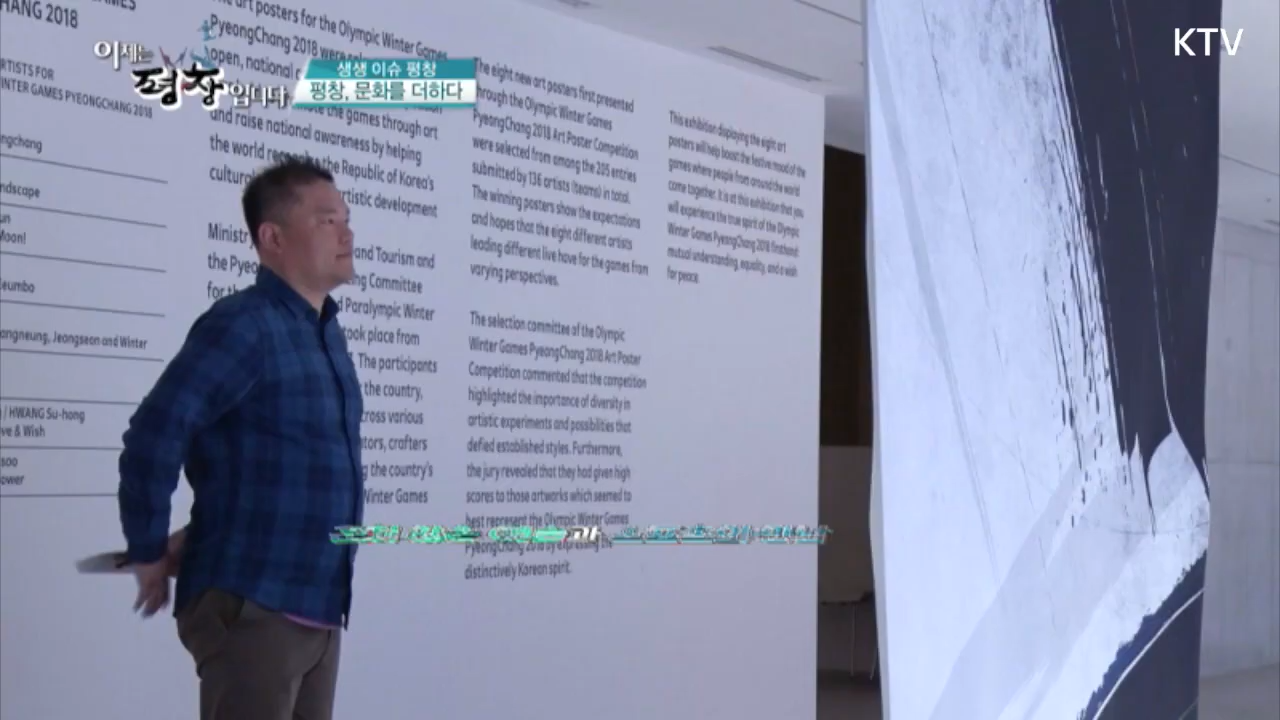 KTV
이제는
평창입니다
생생 이슈 평창
평창, 문화를 더하다
GAMES
HANG 2018
RTISTS FOR
INTER GAMES PYEONGCHANG 2018
ngchang
ndscape
un
Moon!
eumbo
angneung, Jeongseon and Winter
/ HWANG Su-hong
ve & Wish
soo
ower
art posters for the Olympic Winter Games
PyeongChang 2018 were
open, national
the games through art
and raise national awareness by helping
the world the Republic of Korea's
cultural artistic development
Ministry and Tourism and
the Pyeo ng Committee
for th d Paralympic Winter
took place from
The participants
the country,
cross various
tors, crafters
g the country's
Winter Games
The eight new art posters first presented
through the Olympic Winter Games
PyeongChang 2018 Art Poster Competition
were selected from among the 205 entries
submitted by 136 artists (teams) in total.
The winning posters show the expectations
and hopes that the eight different artists
leading different live have for the games from
varying perspectives.
The selection committee of the Olympic
Winter Games PyeongChang 2018 Art Poster
Competition commented that the competition
highlighted the importance of diversity in
artistic experiments and possibilities that
defied established styles. Furthermore,
the jury revealed that they had given high
scores to those artworks which seemed to
best represent the Olympic Winter Games
PyeongChang 2018 by expressing the
distinctively Korean spirit.
This exhibition displaying the eight art
posters will help boost the festive mood of the
games where people from around the world
come together. It is at this exhibition that you
will experience the true spirit of the Olympic
Winter Games PyeongChang 2018 firsthand:
mutual understanding, equality, and a wish
for peace.